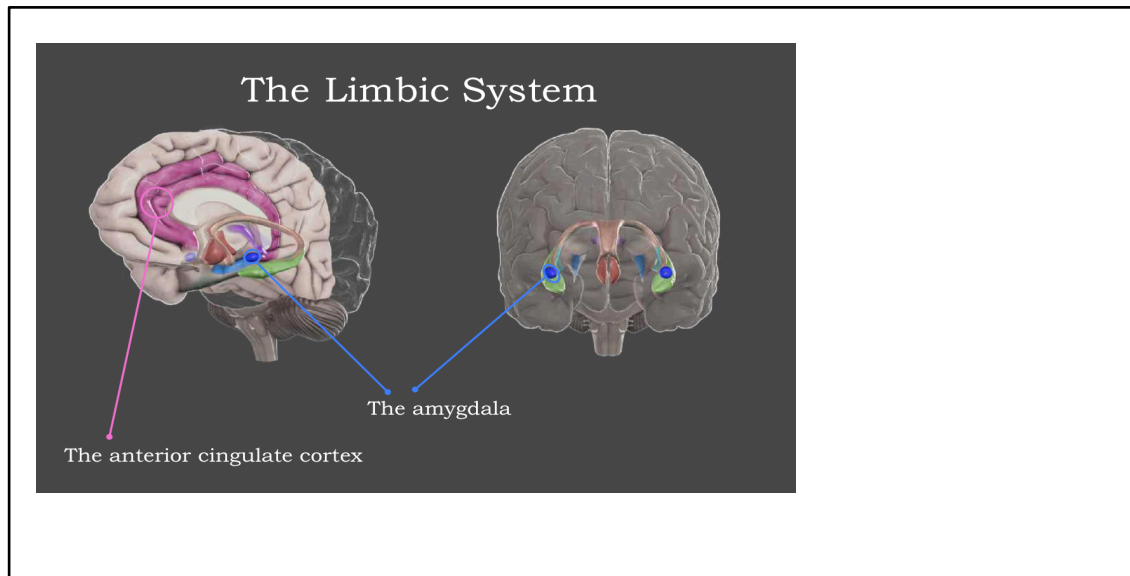 The Limbic System
The amygdala
The anterior cingulate cortex